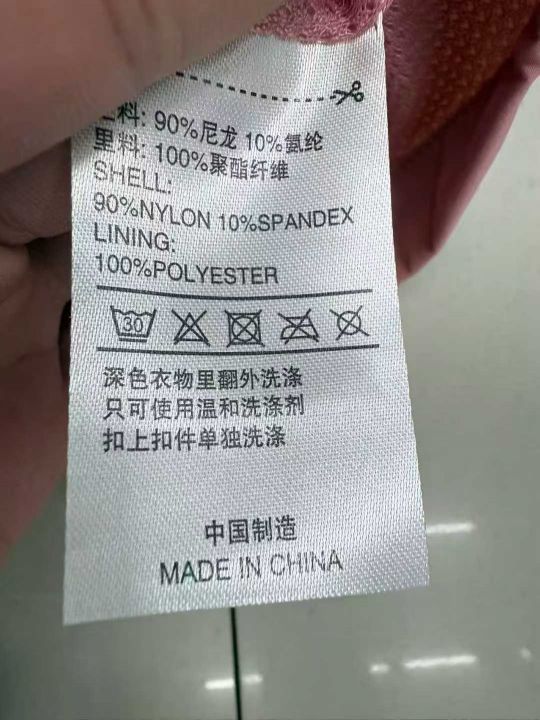 料: 90%尼龙 10%氨纶
里料: 100%聚酯纤维
SHELL:
90%NYLON 10%SPANDEX
LINING:
100%POLYESTER
30
深色衣物里翻外洗涤
只可使用温和洗涤剂
扣上扣件单独洗涤
中国制造
MADE IN CHINA